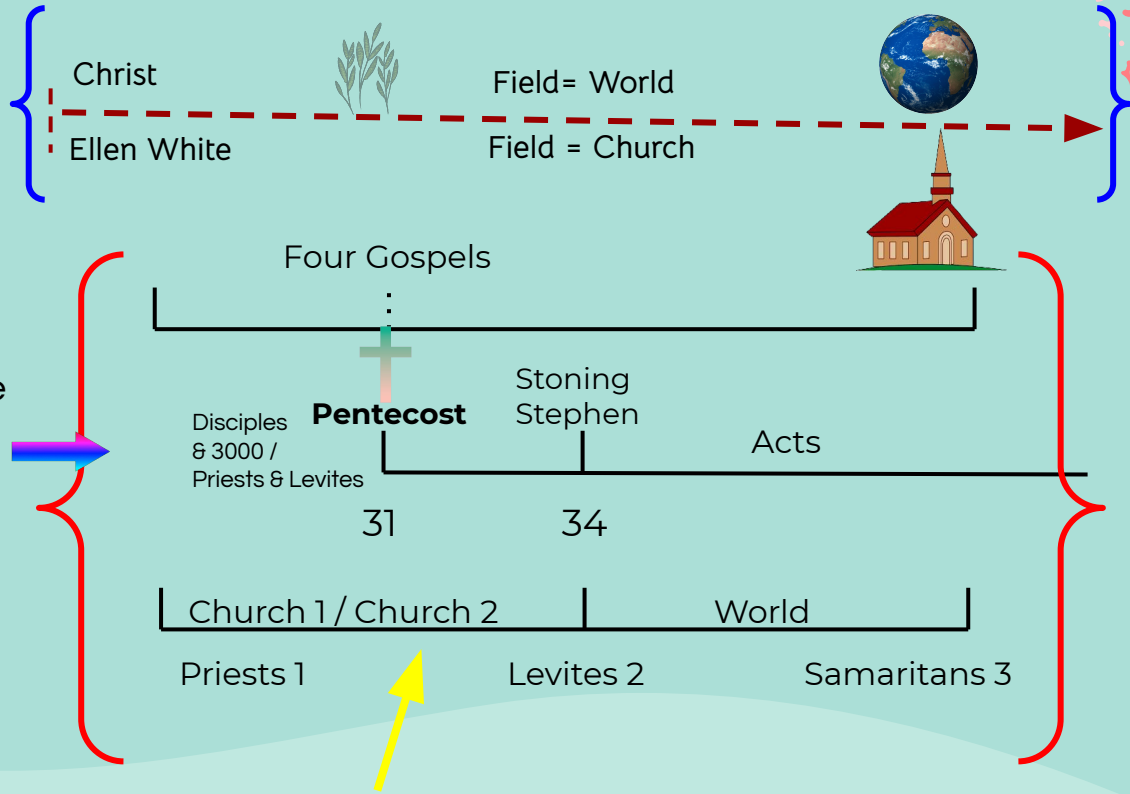 Christ
Field= World
Ellen White
Field = Church
Four Gospels
e
Disciples
& 3000 /
Priests & Levites
Pentecost
Stoning
Stephen
Acts
31
34
Church 1 / Church 2
World
Priests 1
Levites 2
Samaritans 3